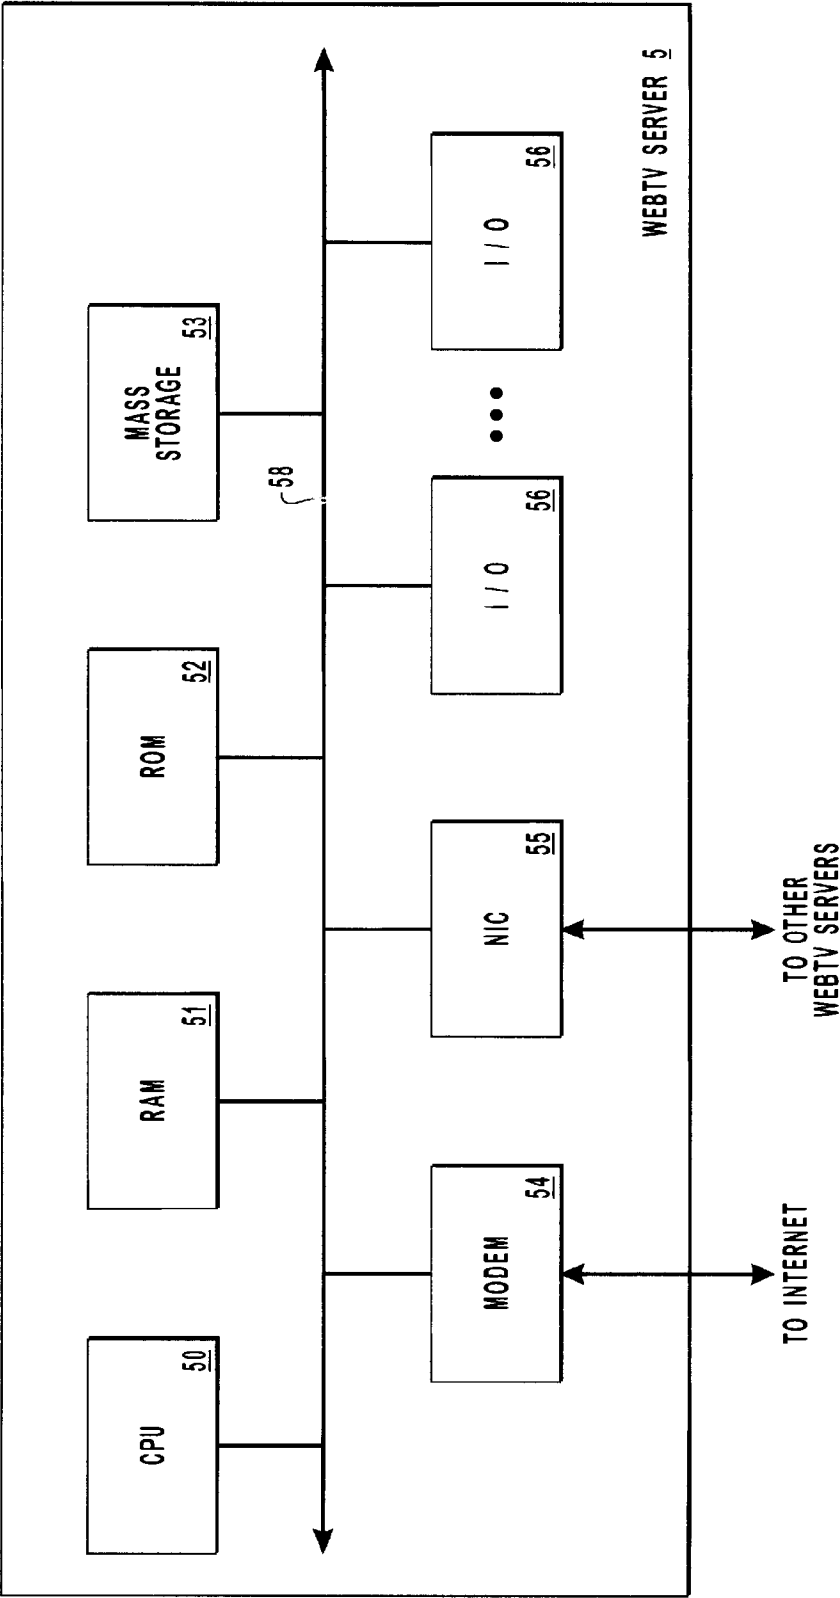 CPU
50
RAM
51
ROM
52
MASS
STORAGE
53
58
MODEM
54
NIC
55
I / O
56
I / O
56
WEBTV SERVER 5
TO INTERNET
TO OTHER
WEBTV SERVERS